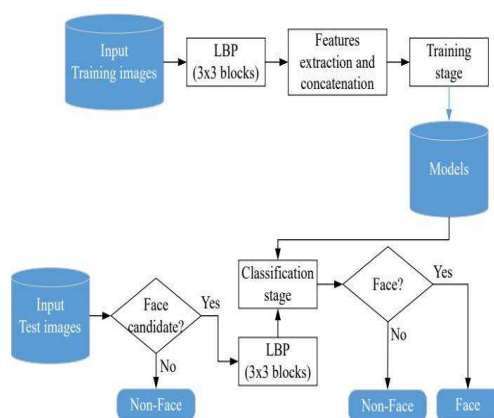 Input
Training images
LBP
(3x3 blocks)
Features
extraction and
concatenation
Training
stage
Models
Input
Test images
Face
candidate?
Yes
No
Non-Face
LBP
(3x3 blocks)
Classification
stage
Face?
Yes
No
Non-Face
Face